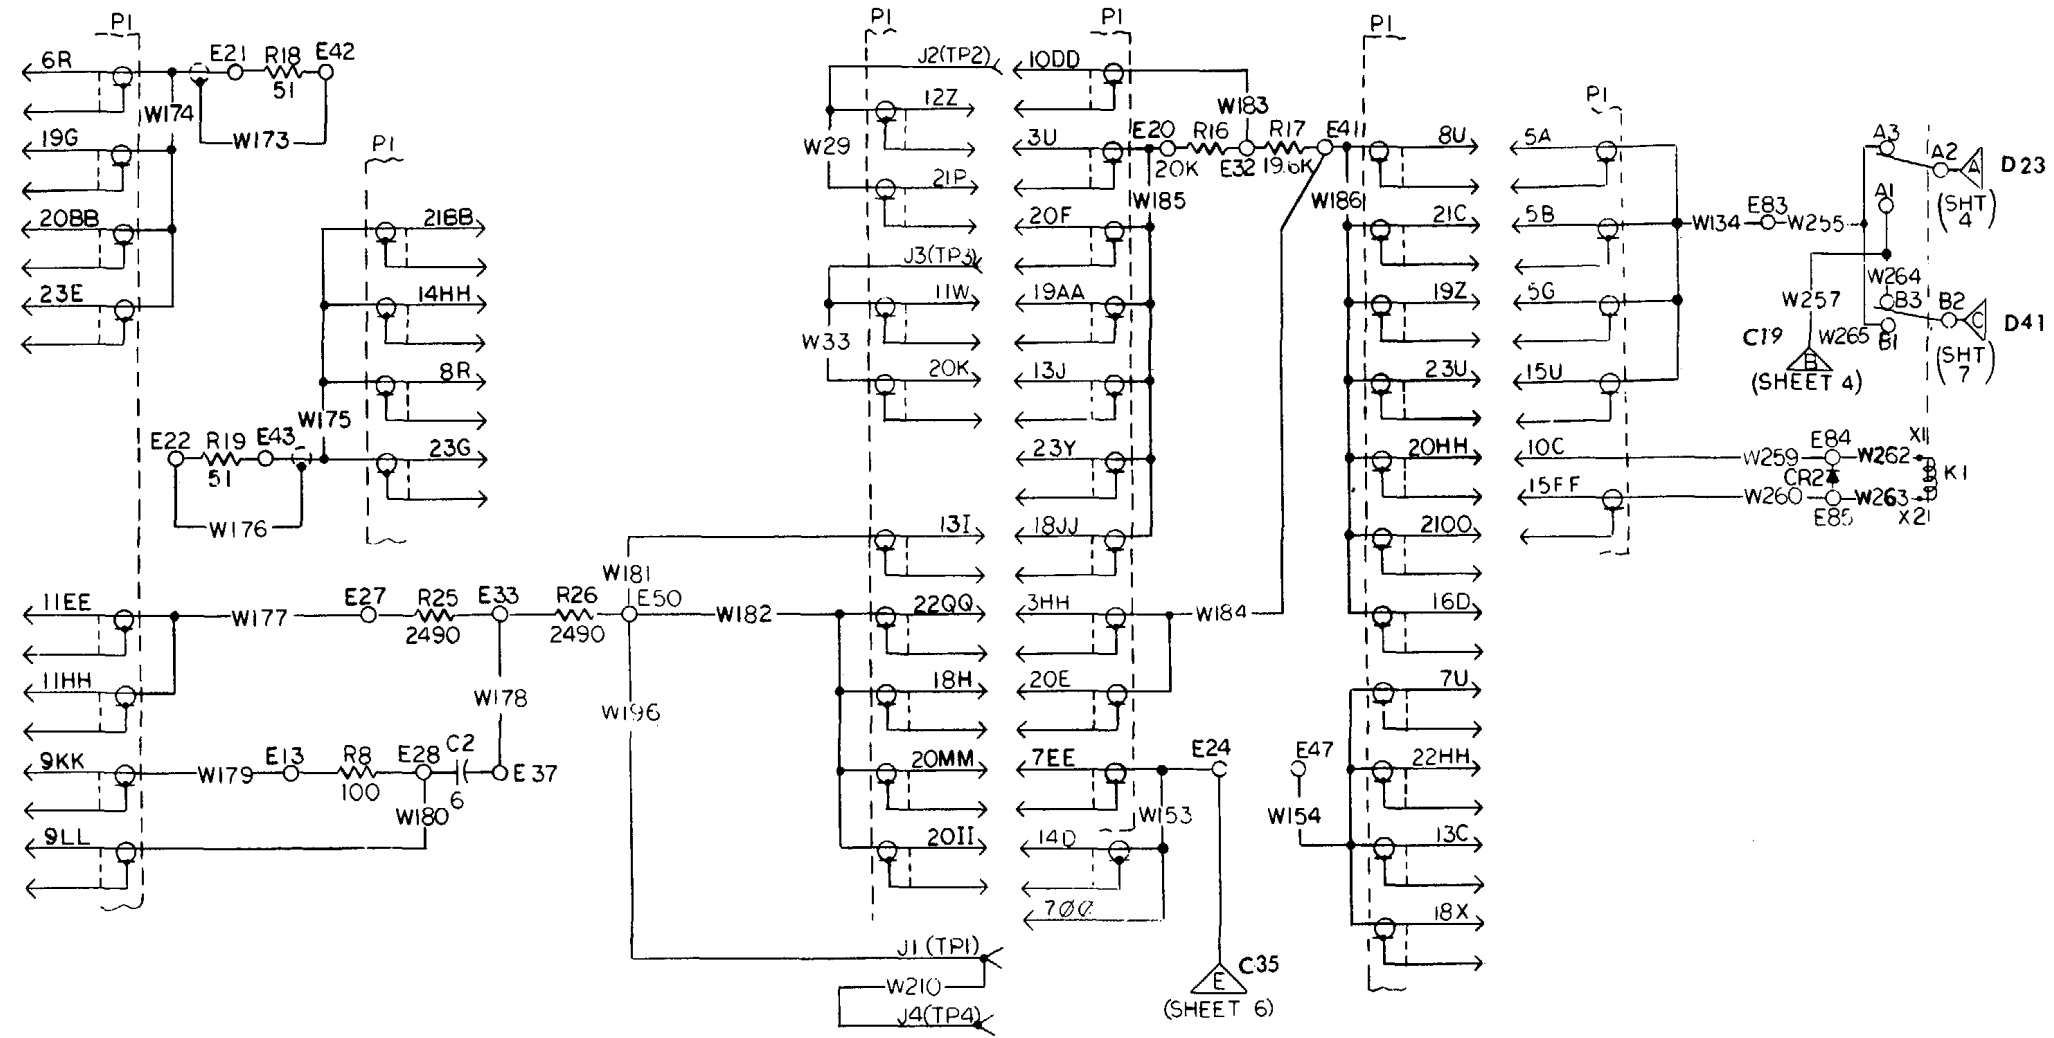 P1
6R
E21
R18
E42
51
W174
W173
19G
20BB
23E
P1
21BB
14HH
8R
W175
23G
E22
R19
E43
51
W176
11EE
W177
E27
R25
2490
E33
R26
2490
E50
W181
W182
11HH
W178
W196
9KK
W179
E13
R8
100
E28
C2
6
E37
W180
9LL
P1
J2(TP2)
12Z
W29
21P
J3(TP3)
11W
W33
20K
13I
22QQ
18H
20MM
20II
J1(TP1)
W210
J4(TP4)
P1
10DD
W183
3U
E20
R16
20K
E32
R17
19.6K
E41
W185
W186
20F
19AA
13J
23Y
18JJ
3HH
W184
20E
7EE
E24
W153
14D
700
E
C35
(SHEET 6)
E47
W154
P1
8U
21C
19Z
23U
20HH
2100
16D
7U
22HH
13C
18X
P1
5A
5B
5G
15U
10C
15FF
W134
E83
W255
A3
A2
A
D23
(SHT 4)
A1
W264
W257
B3
B2
C
D41
(SHT 7)
W265
B1
C19
B
(SHEET 4)
W259
E84
W262
X1
CR2
K1
W260
E85
W263
X2